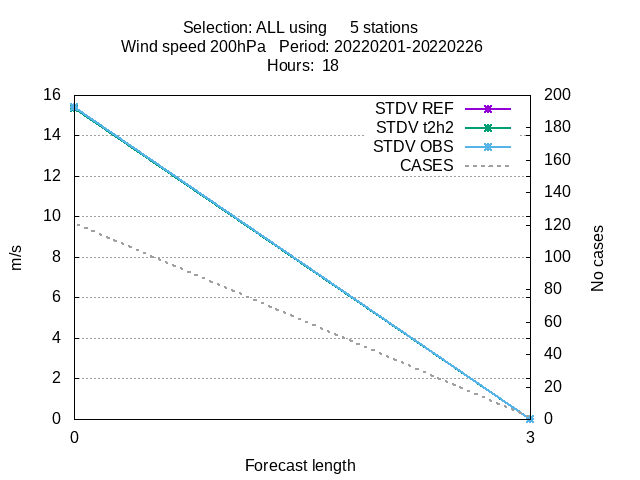 Selection: ALL using 5 stations
Wind speed 200hPa Period: 20220201-20220226
Hours: 18
STDV REF
STDV t2h2
STDV OBS
CASES
16
14
12
10
8
6
4
2
0
m/s
200
180
160
140
120
100
80
60
40
20
0
No cases
0
3
Forecast length